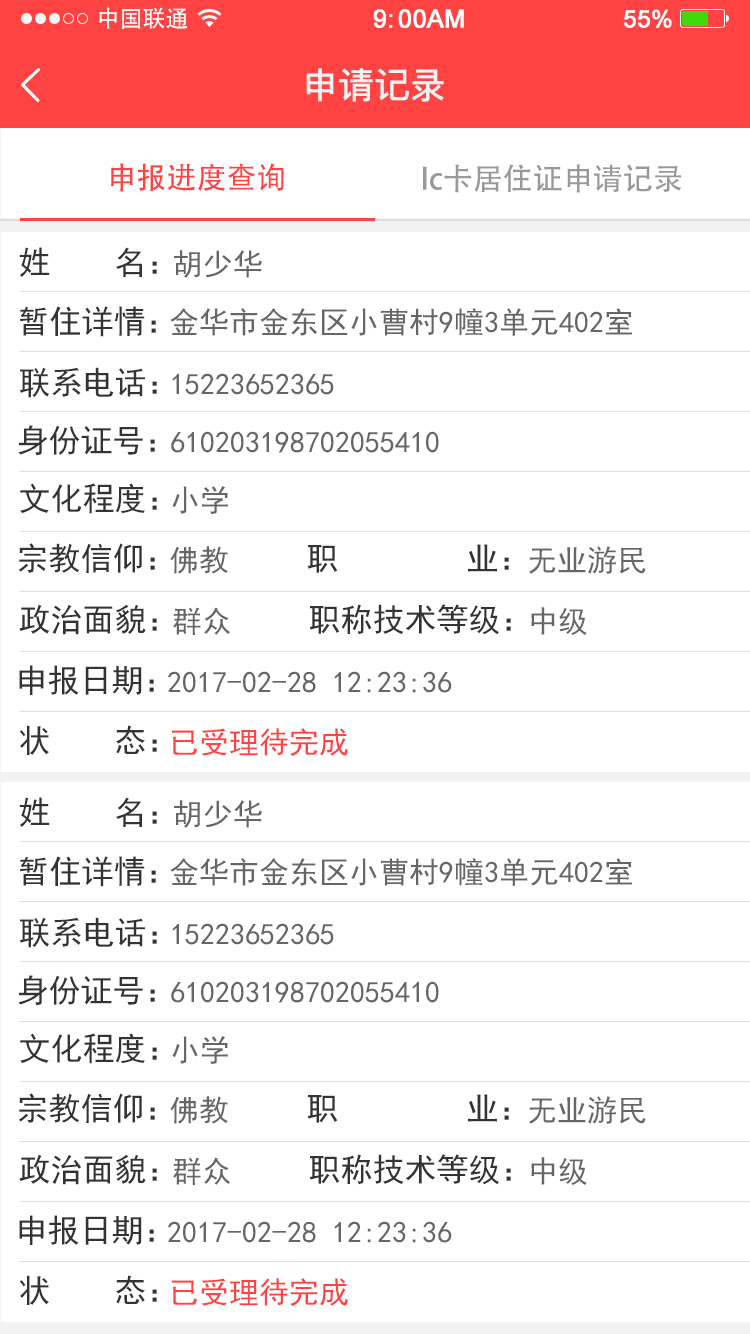 中国联通 9:00AM 55%
申请记录
申报进度查询 Ic卡居住证申请记录
姓 名：胡少华
暂住详情：金华市金东区小曹村9幢3单元402室
联系电话：15223652365
身份证号：610203198702055410
文化程度：小学
宗教信仰：佛教 职 业：无业游民
政治面貌：群众 职称技术等级：中级
申报日期：2017-02-28 12:23:36
状 态：已受理待完成
姓 名：胡少华
暂住详情：金华市金东区小曹村9幢3单元402室
联系电话：15223652365
身份证号：610203198702055410
文化程度：小学
宗教信仰：佛教 职 业：无业游民
政治面貌：群众 职称技术等级：中级
申报日期：2017-02-28 12:23:36
状 态：已受理待完成